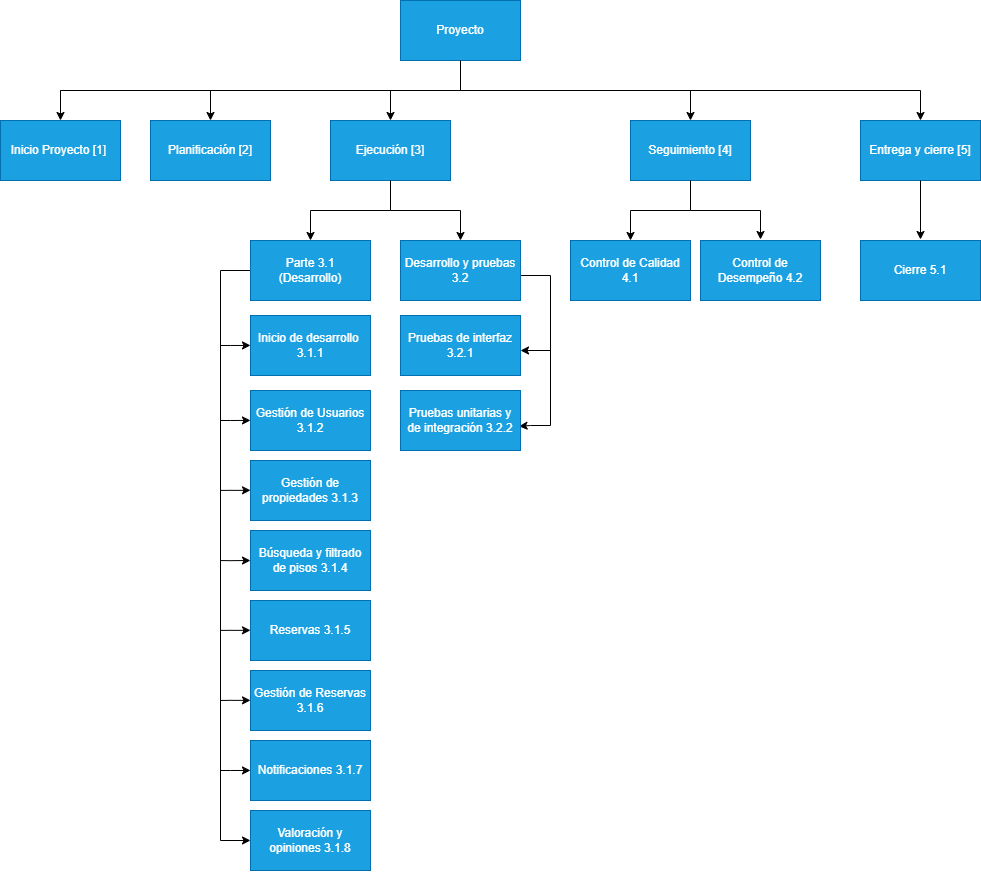 Proyecto
Inicio Proyecto [1]
Planificación [2]
Ejecución [3]
Seguimiento [4]
Entrega y cierre [5]
Parte 3.1
(Desarrollo)
Desarrollo y pruebas
3.2
Control de Calidad
4.1
Control de
Desempeño 4.2
Cierre 5.1
Inicio de desarrollo
3.1.1
Pruebas de interfaz
3.2.1
Gestión de Usuarios
3.1.2
Pruebas unitarias y
de integración 3.2.2
Gestión de
propiedades 3.1.3
Búsqueda y filtrado
de pisos 3.1.4
Reservas 3.1.5
Gestión de Reservas
3.1.6
Notificaciones 3.1.7
Valoración y
opiniones 3.1.8